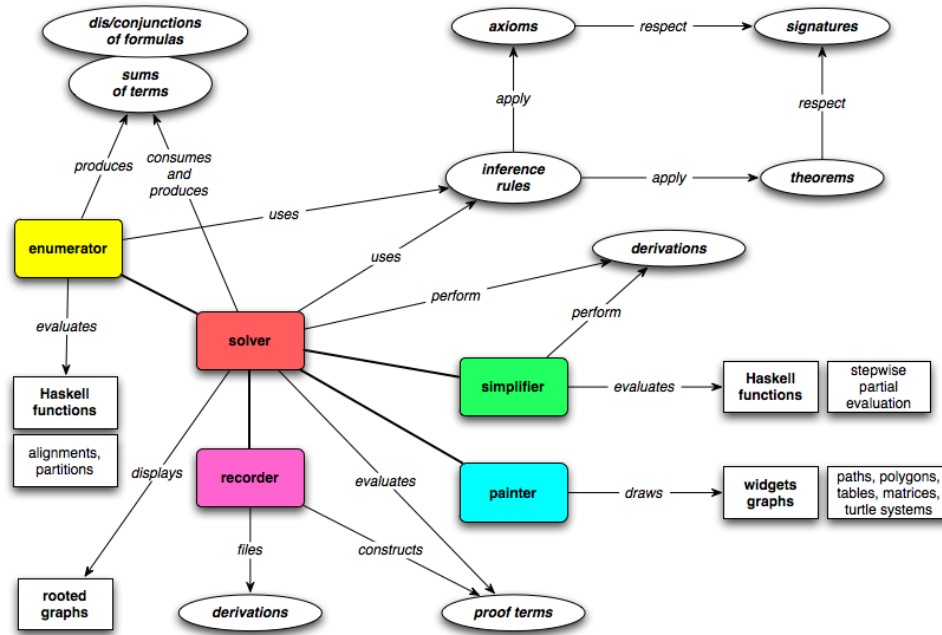 dis/conjunctions
of formulas
sums
of terms
axioms
respect
signatures
apply
respect
produces
consumes
and
produces
inference
rules
apply
theorems
uses
enumerator
uses
derivations
perform
perform
evaluates
solver
simplifier
evaluates
Haskell
functions
stepwise
partial
evaluation
Haskell
functions
alignments,
partitions
displays
recorder
evaluates
painter
draws
widgets
graphs
paths, polygons,
tables, matrices,
turtle systems
files
constructs
rooted
graphs
derivations
proof terms